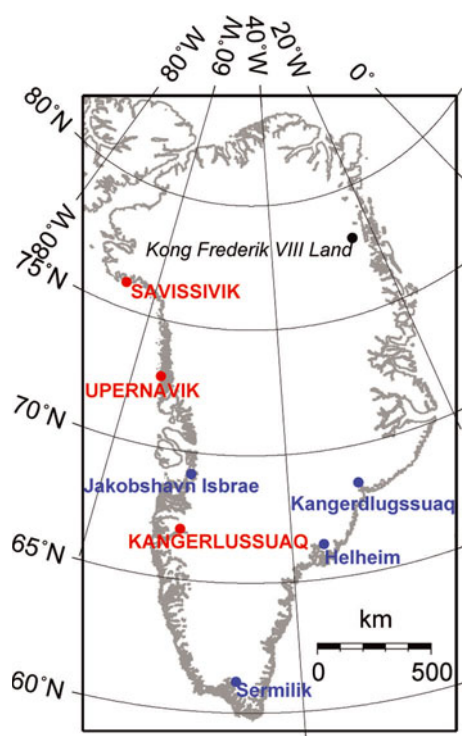 80˚W
60˚W
40˚W
20˚W
0˚
80˚N
80˚W
75˚N
70˚N
65˚N
60˚N
Kong Frederik VIII Land
SAVISSIVIK
UPERNAVIK
Jakobshavn Isbrae
Kangerdlugssuaq
KANGERLUSSUAQ
Helheim
km
0 500
Sermilik